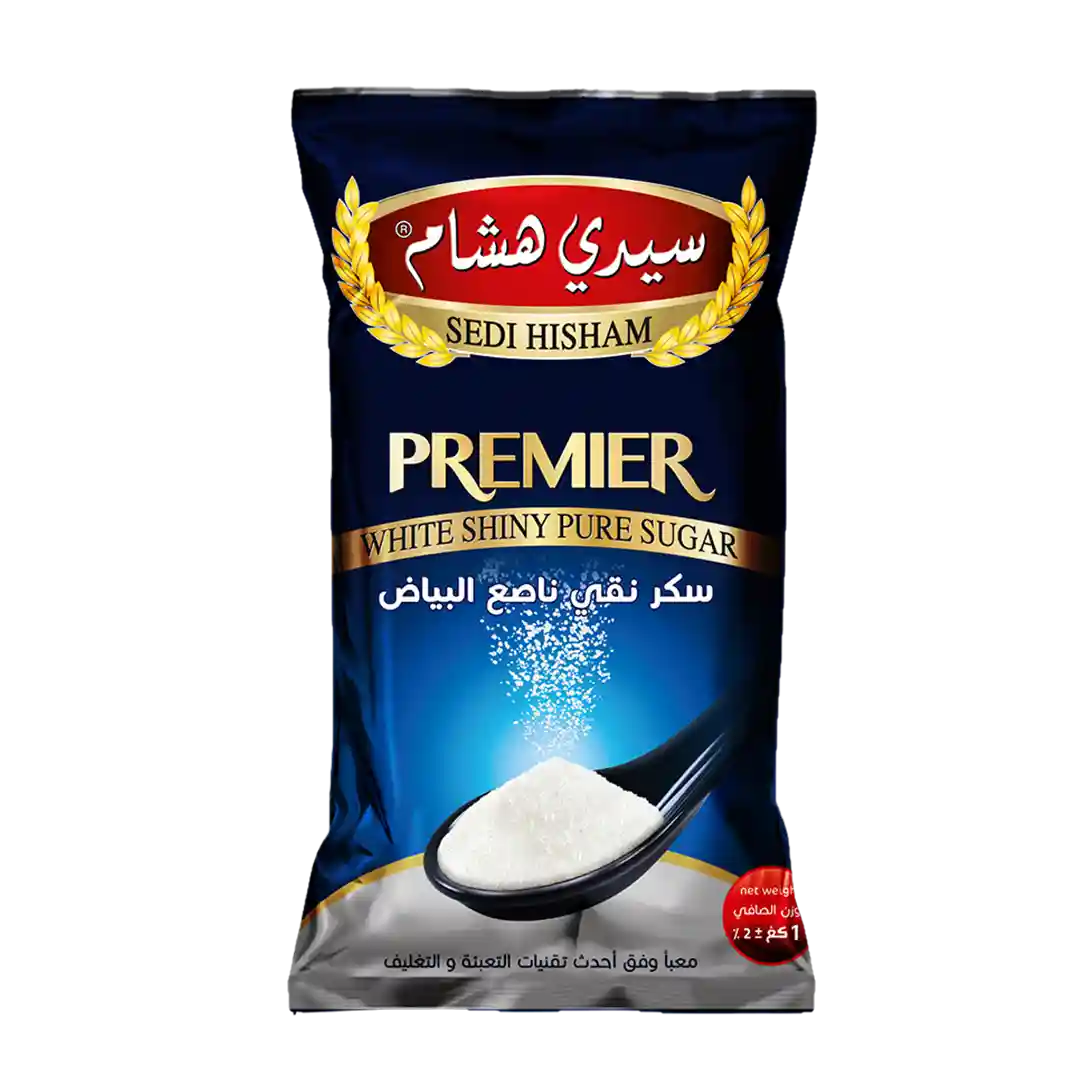 سيدي هشام ®
SEDI HISHAM
PREMIER
WHITE SHINY PURE SUGAR
سكر نقي ناصع البياض
net weigh
وزن الصافي
1 كغ ± 2 ٪
معبأ وفق أحدث تقنيات التعبئة و التغليف